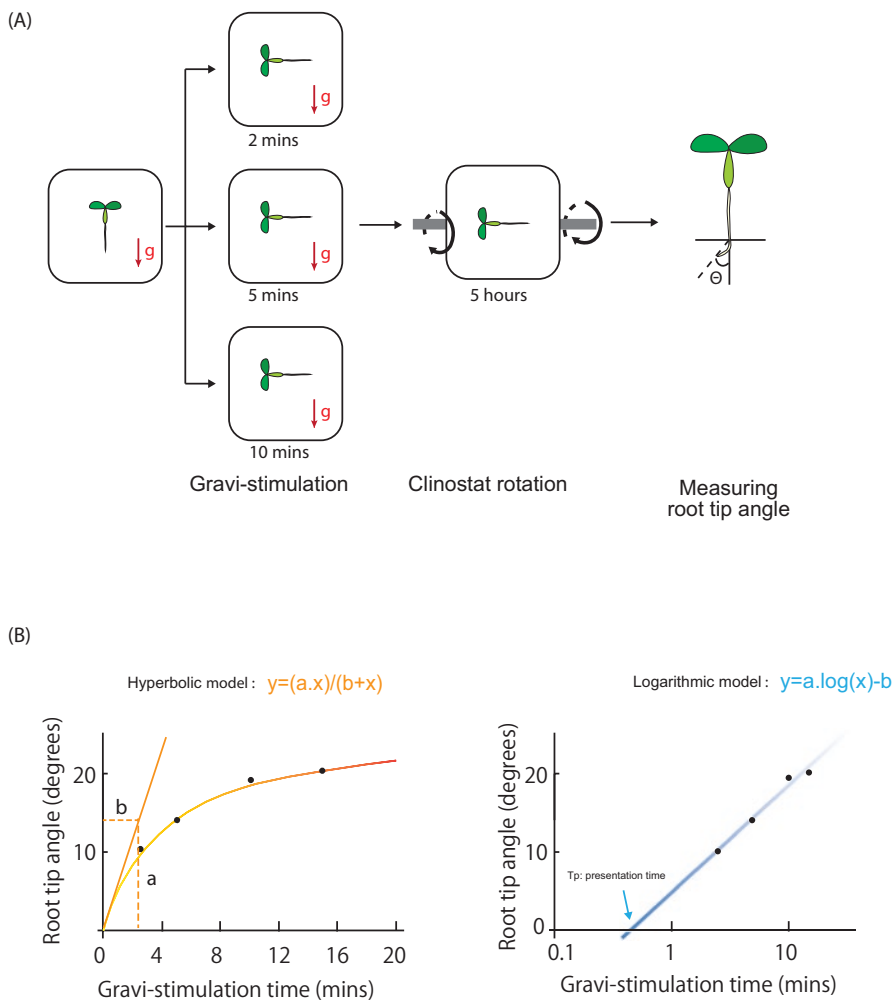 (A)
g
2 mins
g
g
5 mins
5 hours
Θ
g
10 mins
Gravi-stimulation
Clinostat rotation
Measuring
root tip angle
(B)
Hyperbolic model : y=(a.x)/(b+x)
Root tip angle (degrees)
20
10
0
b
a
0 4 8 12 16 20
Gravi-stimulation time (mins)
Logarithmic model : y=a.log(x)-b
Root tip angle (degrees)
20
10
0
Tp: presentation time
0.1 1 10
Gravi-stimulation time (mins)